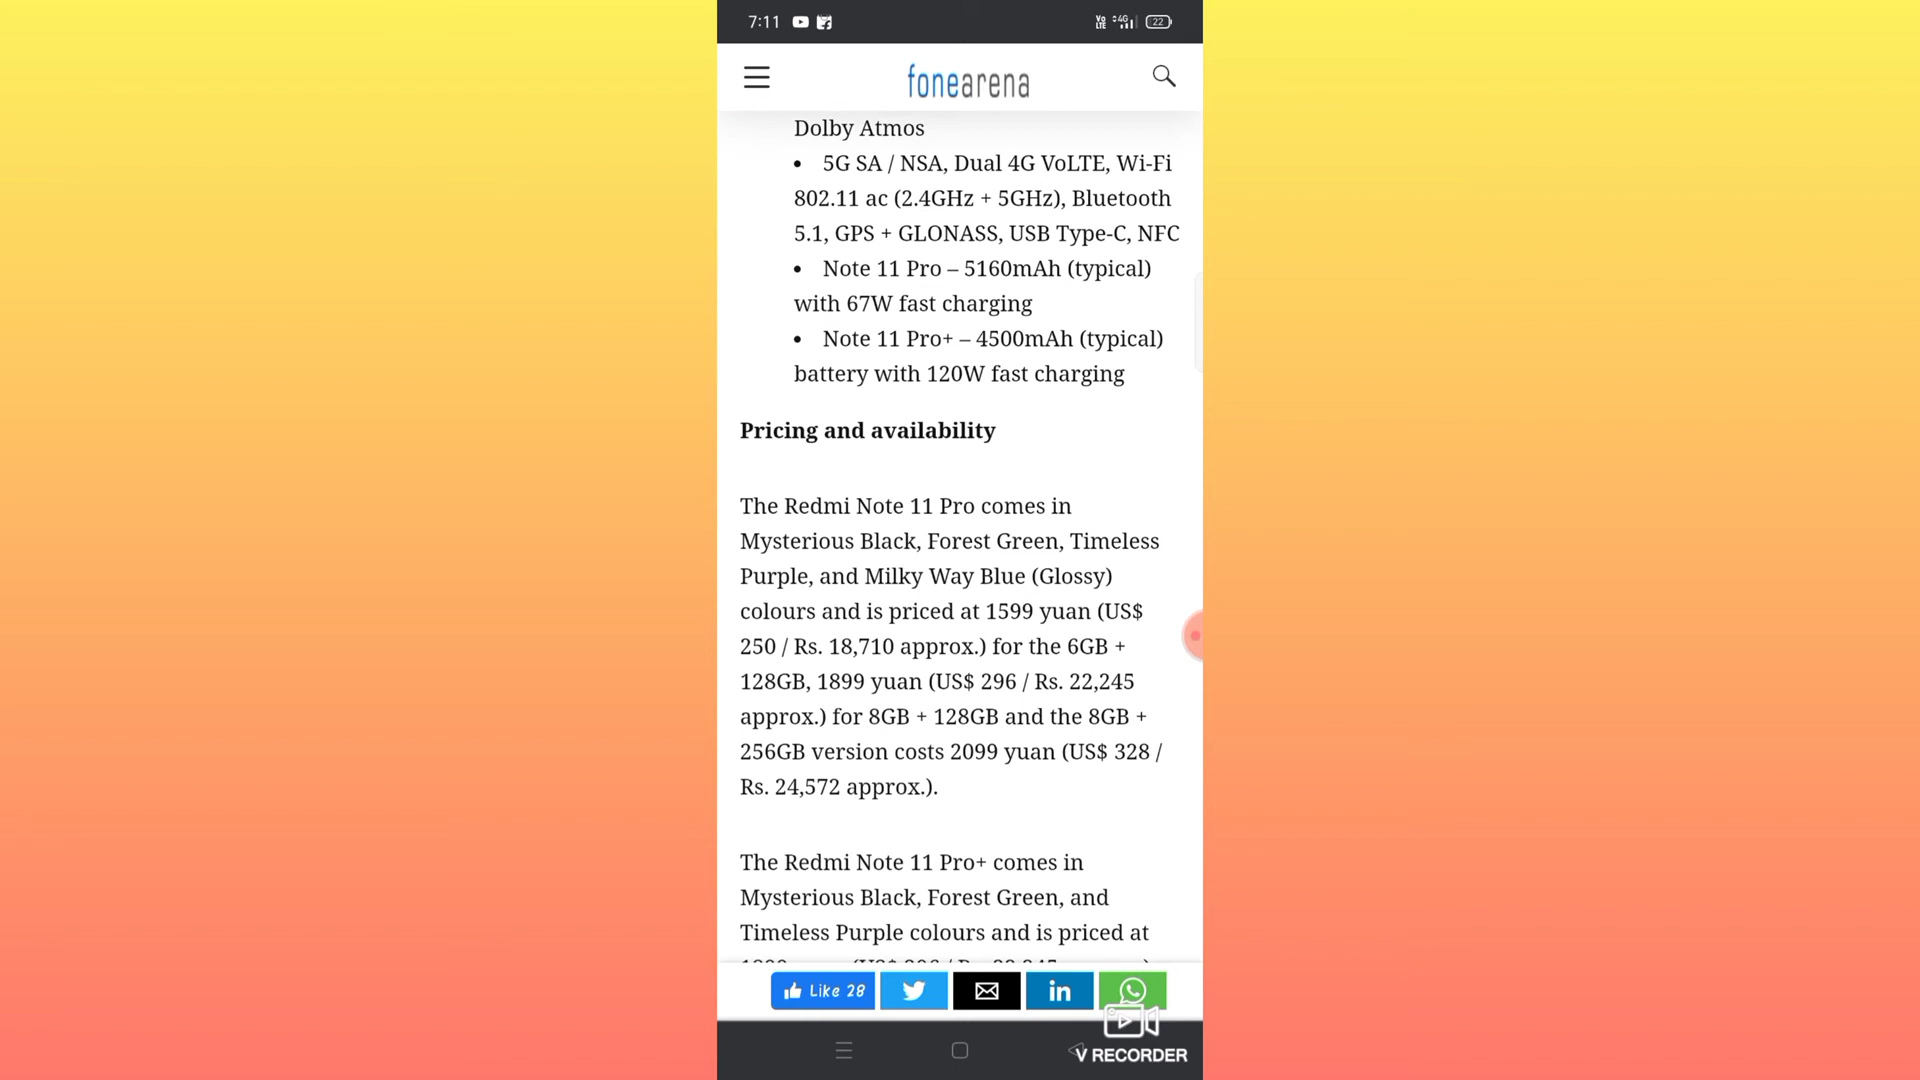 7:11 Vo LTE 4G 22
fonearena
Dolby Atmos
• 5G SA / NSA, Dual 4G VoLTE, Wi-Fi
802.11 ac (2.4GHz + 5GHz), Bluetooth
5.1, GPS + GLONASS, USB Type-C, NFC
• Note 11 Pro – 5160mAh (typical)
with 67W fast charging
• Note 11 Pro+ – 4500mAh (typical)
battery with 120W fast charging
Pricing and availability
The Redmi Note 11 Pro comes in
Mysterious Black, Forest Green, Timeless
Purple, and Milky Way Blue (Glossy)
colours and is priced at 1599 yuan (US$
250 / Rs. 18,710 approx.) for the 6GB +
128GB, 1899 yuan (US$ 296 / Rs. 22,245
approx.) for 8GB + 128GB and the 8GB +
256GB version costs 2099 yuan (US$ 328 /
Rs. 24,572 approx.).
The Redmi Note 11 Pro+ comes in
Mysterious Black, Forest Green, and
Timeless Purple colours and is priced at
Like 28
in
V RECORDER